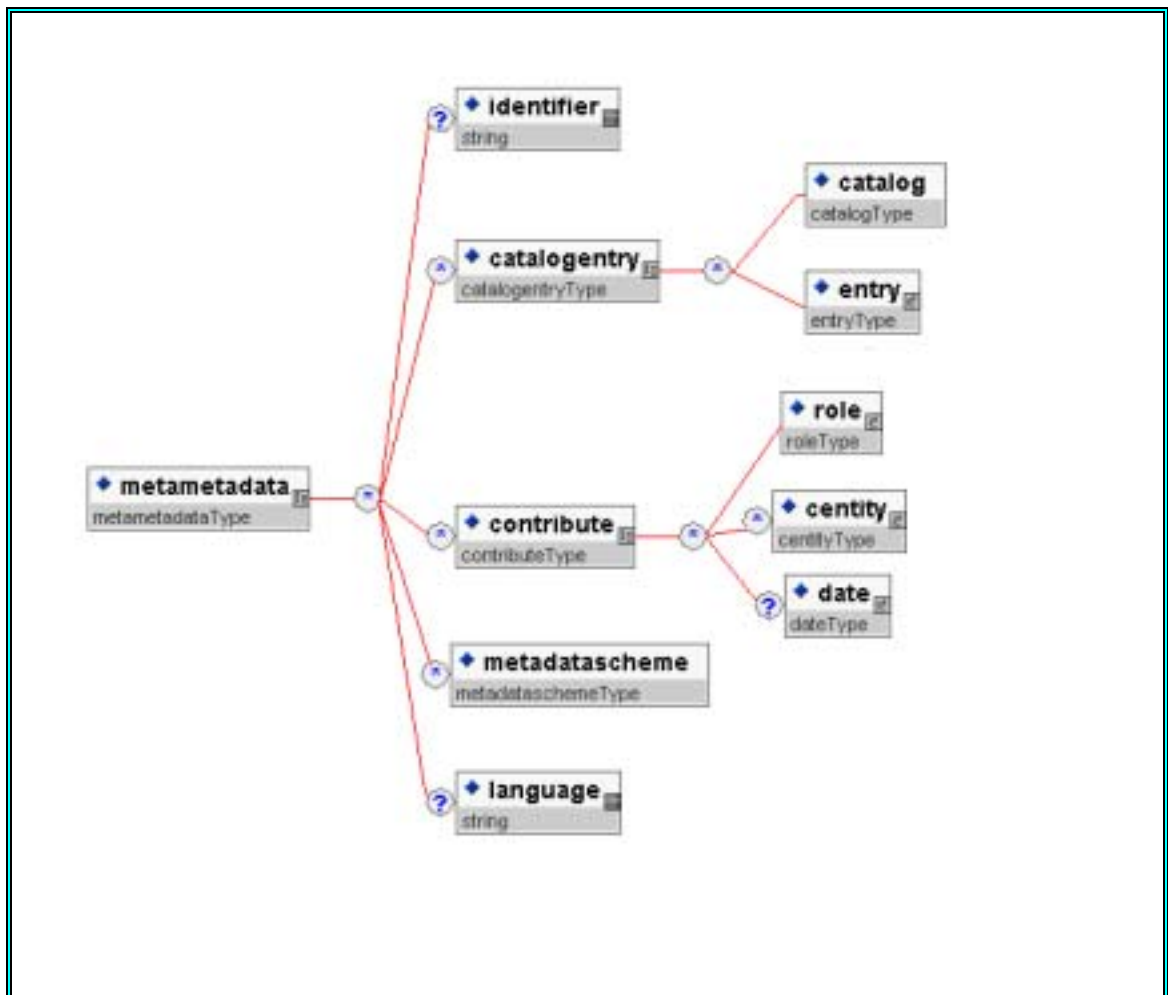 identifier
string
catalog
catalogType
catalogentry
catalogentryType
entry
entryType
role
roleType
metametadata
metametadataType
contribute
contributeType
centity
centityType
date
dateType
metadatascheme
metadataschemeType
language
string